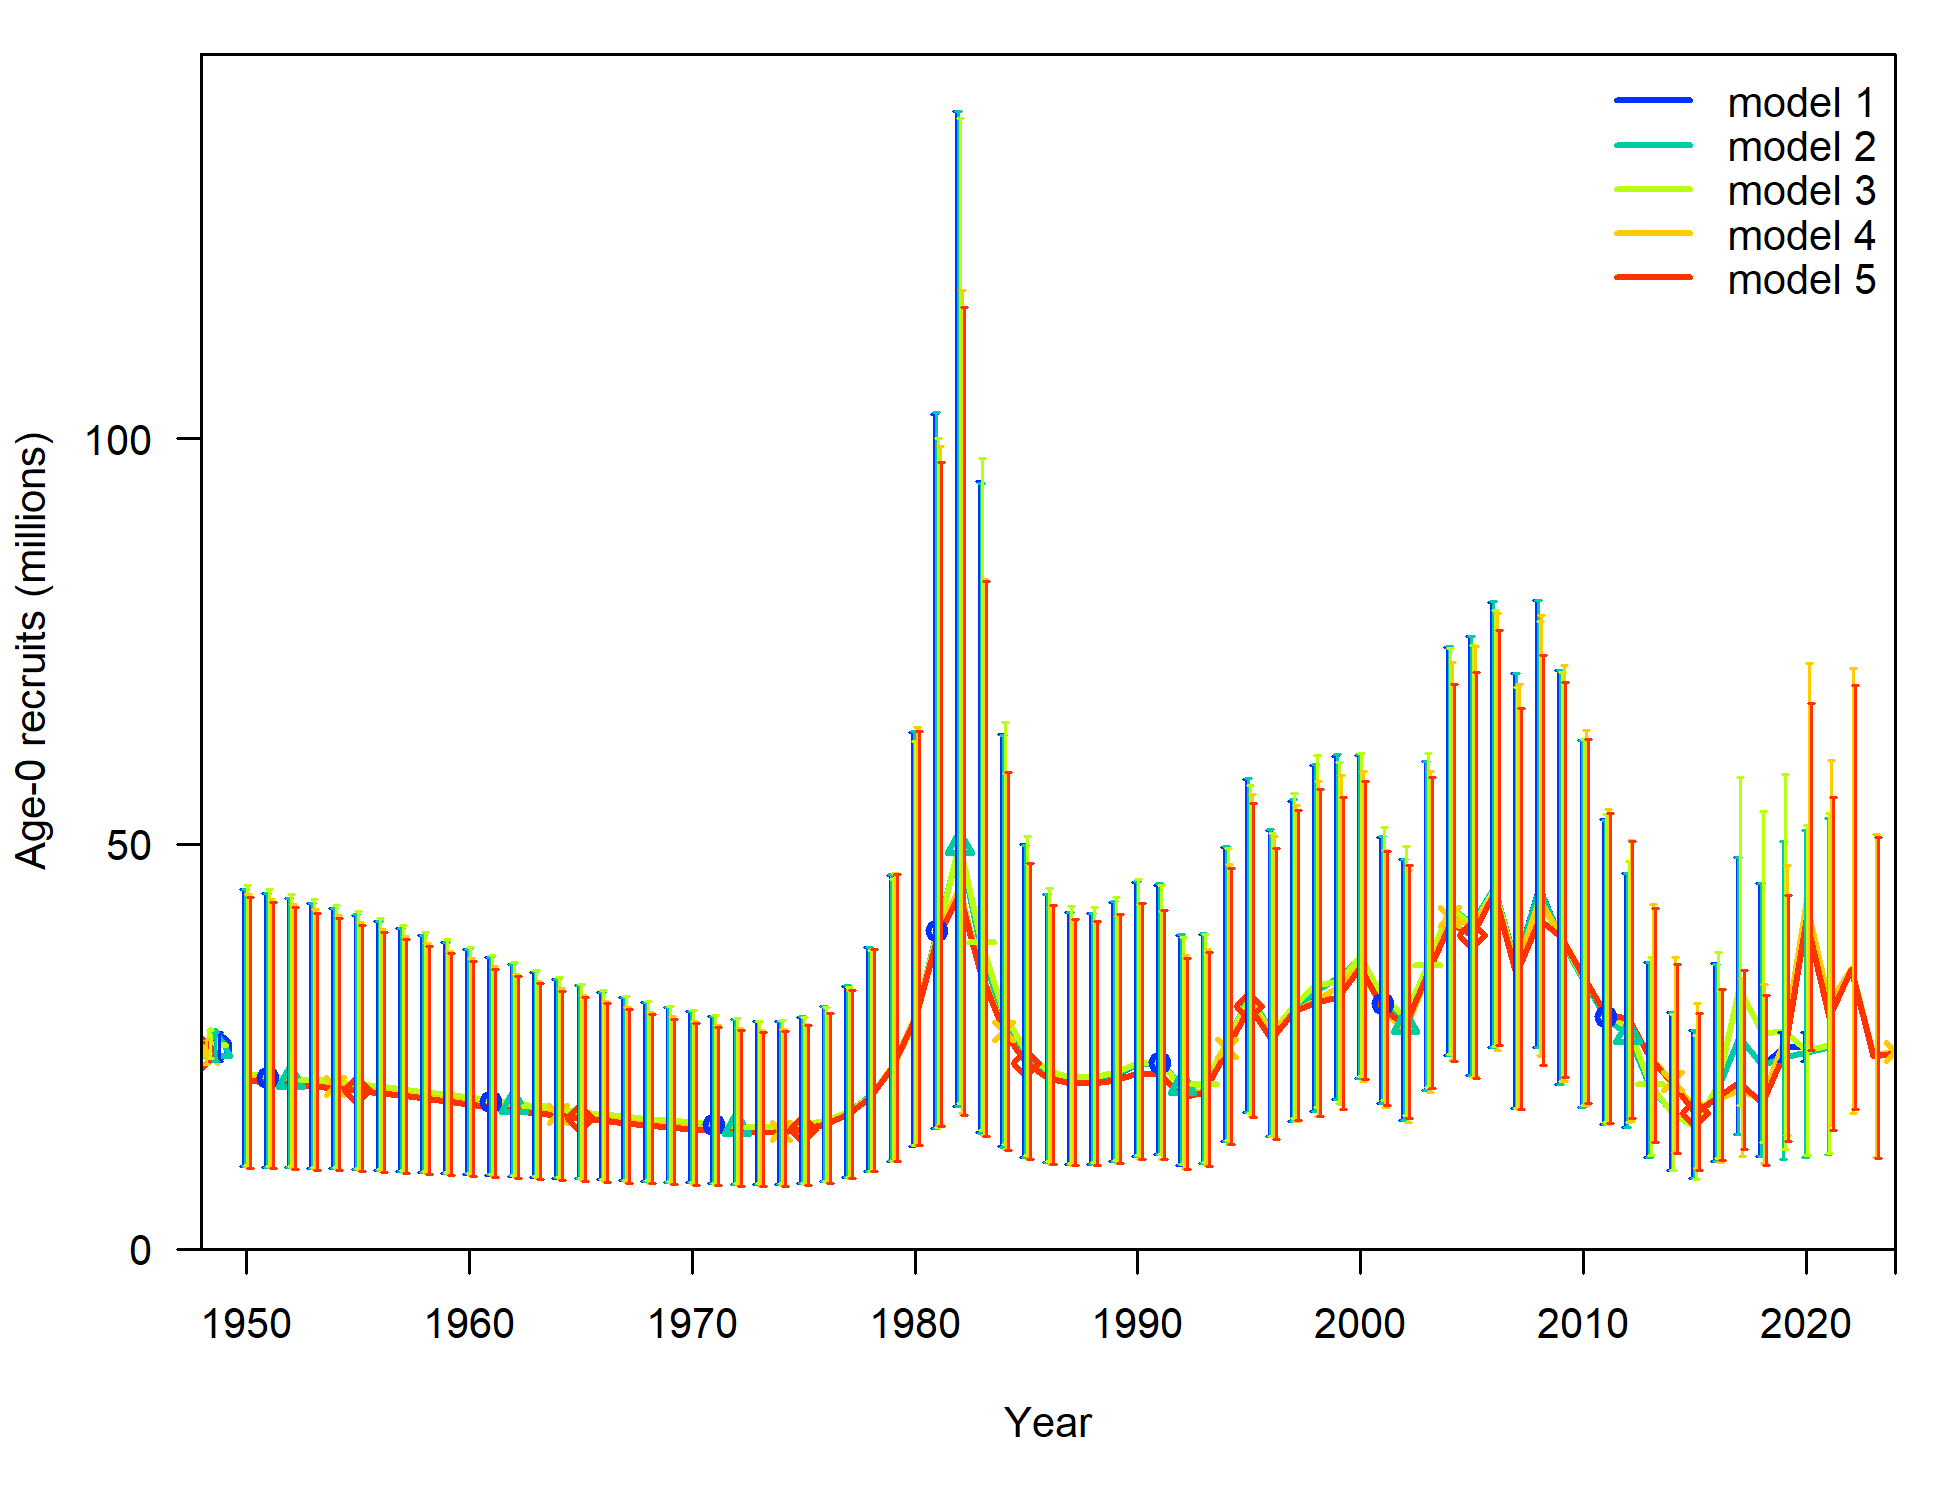 model 1
model 2
model 3
model 4
model 5
Age-0 recruits (millions)
100
50
0
1950 1960 1970 1980 1990 2000 2010 2020
Year